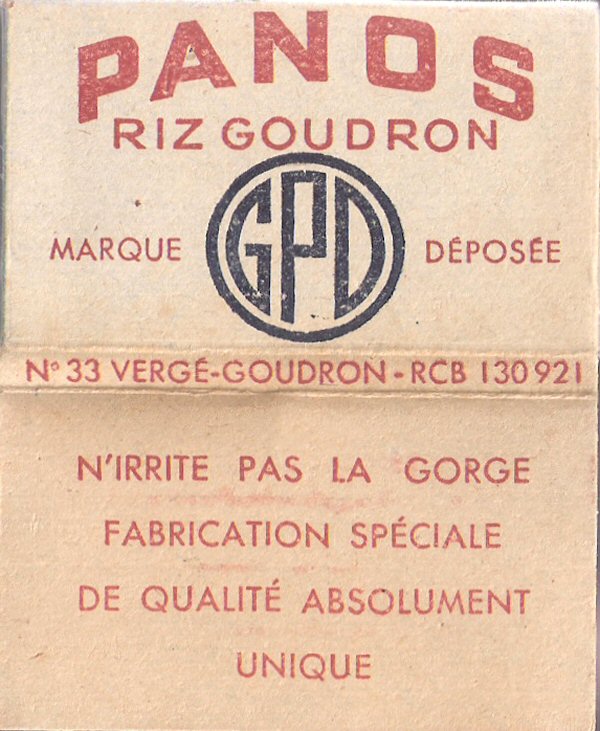 PANOS
RIZ GOUDRON
GPD
MARQUE DÉPOSÉE
Nº 33 VERGÉ-GOUDRON - RCB 130921
N'IRRITE PAS LA GORGE
FABRICATION SPÉCIALE
DE QUALITÉ ABSOLUMENT
UNIQUE